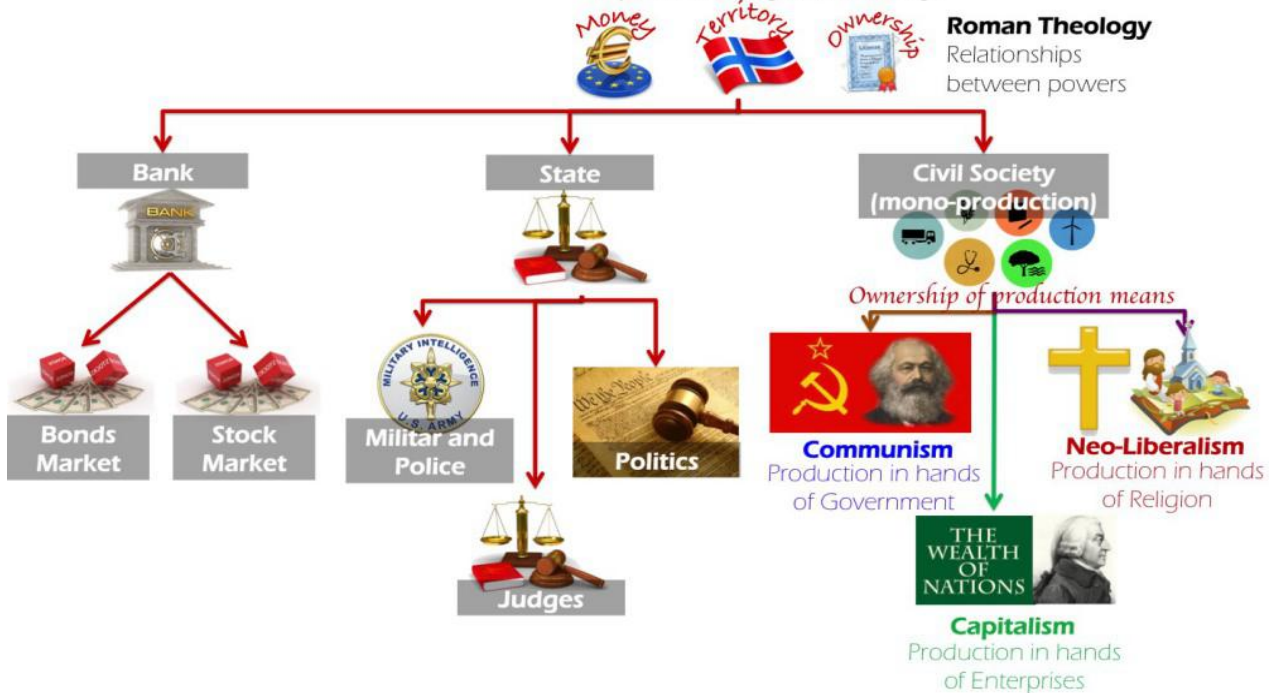 Money
Territory
Ownership
Roman Theology
Relationships
between powers
Bank
State
Civil Society
(mono-production)
BANK
Ownership of production means
MILITARY INTELLIGENCE
U.S. ARMY
We the People
Bonds
Market
Stock
Market
Militar and
Police
Politics
Communism
Production in hands
of Government
Neo-Liberalism
Production in hands
of Religion
Judges
THE
WEALTH
OF
NATIONS
Capitalism
Production in hands
of Enterprises